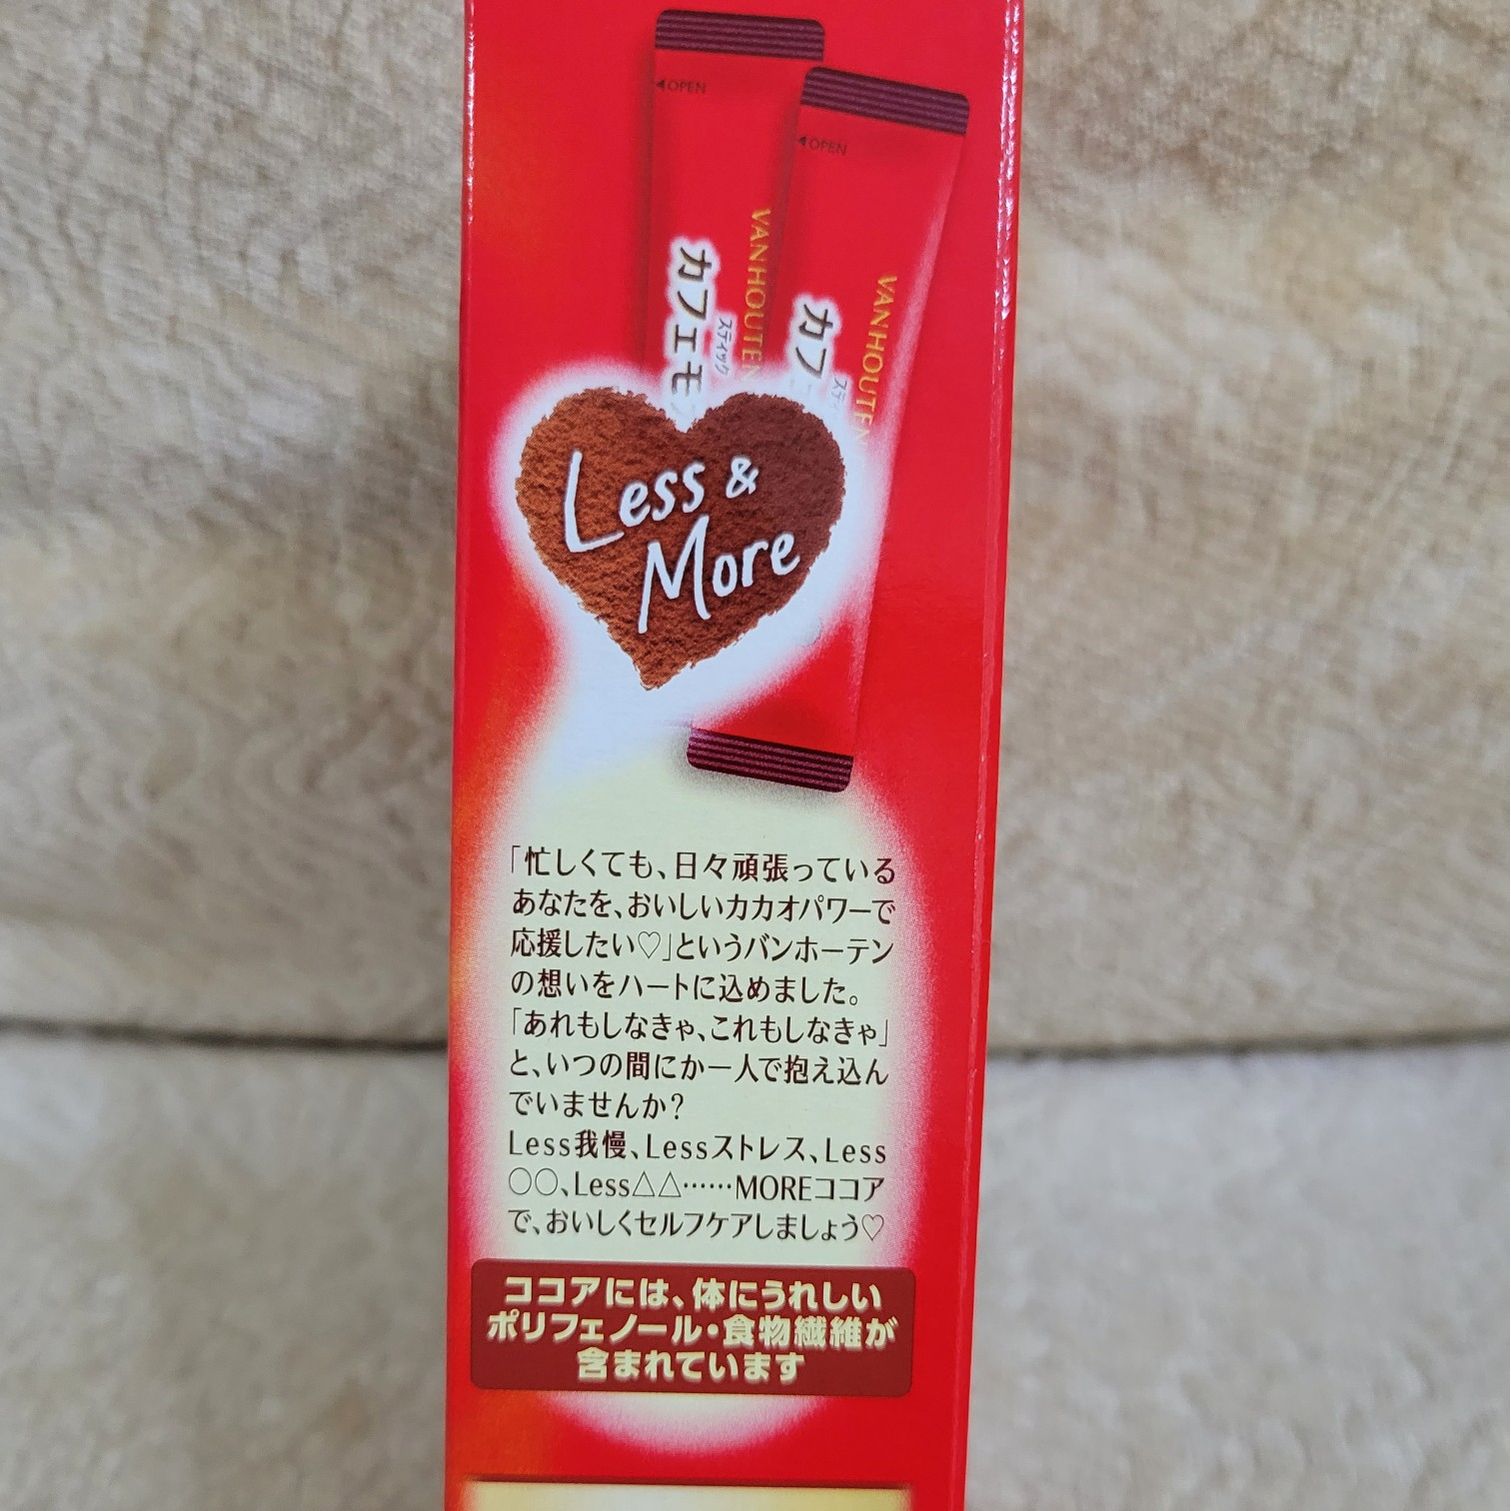 OPEN
OPEN
VANHOUTEN
スティック
カフェモ
VANHOUTEN
カフ
Less &
More
「忙しくても、日々頑張っている
あなたを、おいしいカカオパワーで
応援したい♡」というバンホーテン
の想いをハートに込めました。
「あれもしなきゃ、これもしなきゃ」
と、いつの間にか一人で抱え込ん
でいませんか?
Less我慢、Lessストレス、Less
○○、Less△△……MOREココア
で、おいしくセルフケアしましょう♡
ココアには、体にうれしい
ポリフェノール・食物繊維が
含まれています